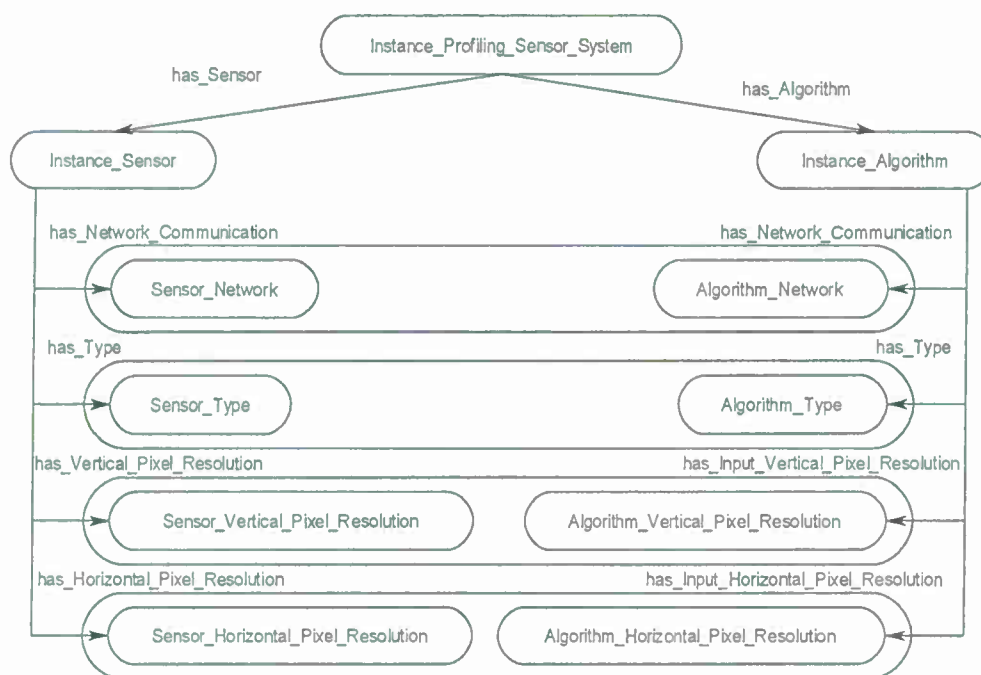 Instance_Profiling_Sensor_System
has_Sensor
has_Algorithm
Instance_Sensor
Instance_Algorithm
has_Network_Communication
has_Network_Communication
Sensor_Network
Algorithm_Network
has_Type
has_Type
Sensor_Type
Algorithm_Type
has_Vertical_Pixel_Resolution
has_Input_Vertical_Pixel_Resolution
Sensor_Vertical_Pixel_Resolution
Algorithm_Vertical_Pixel_Resolution
has_Horizontal_Pixel_Resolution
has_Input_Horizontal_Pixel_Resolution
Sensor_Horizontal_Pixel_Resolution
Algorithm_Horizontal_Pixel_Resolution